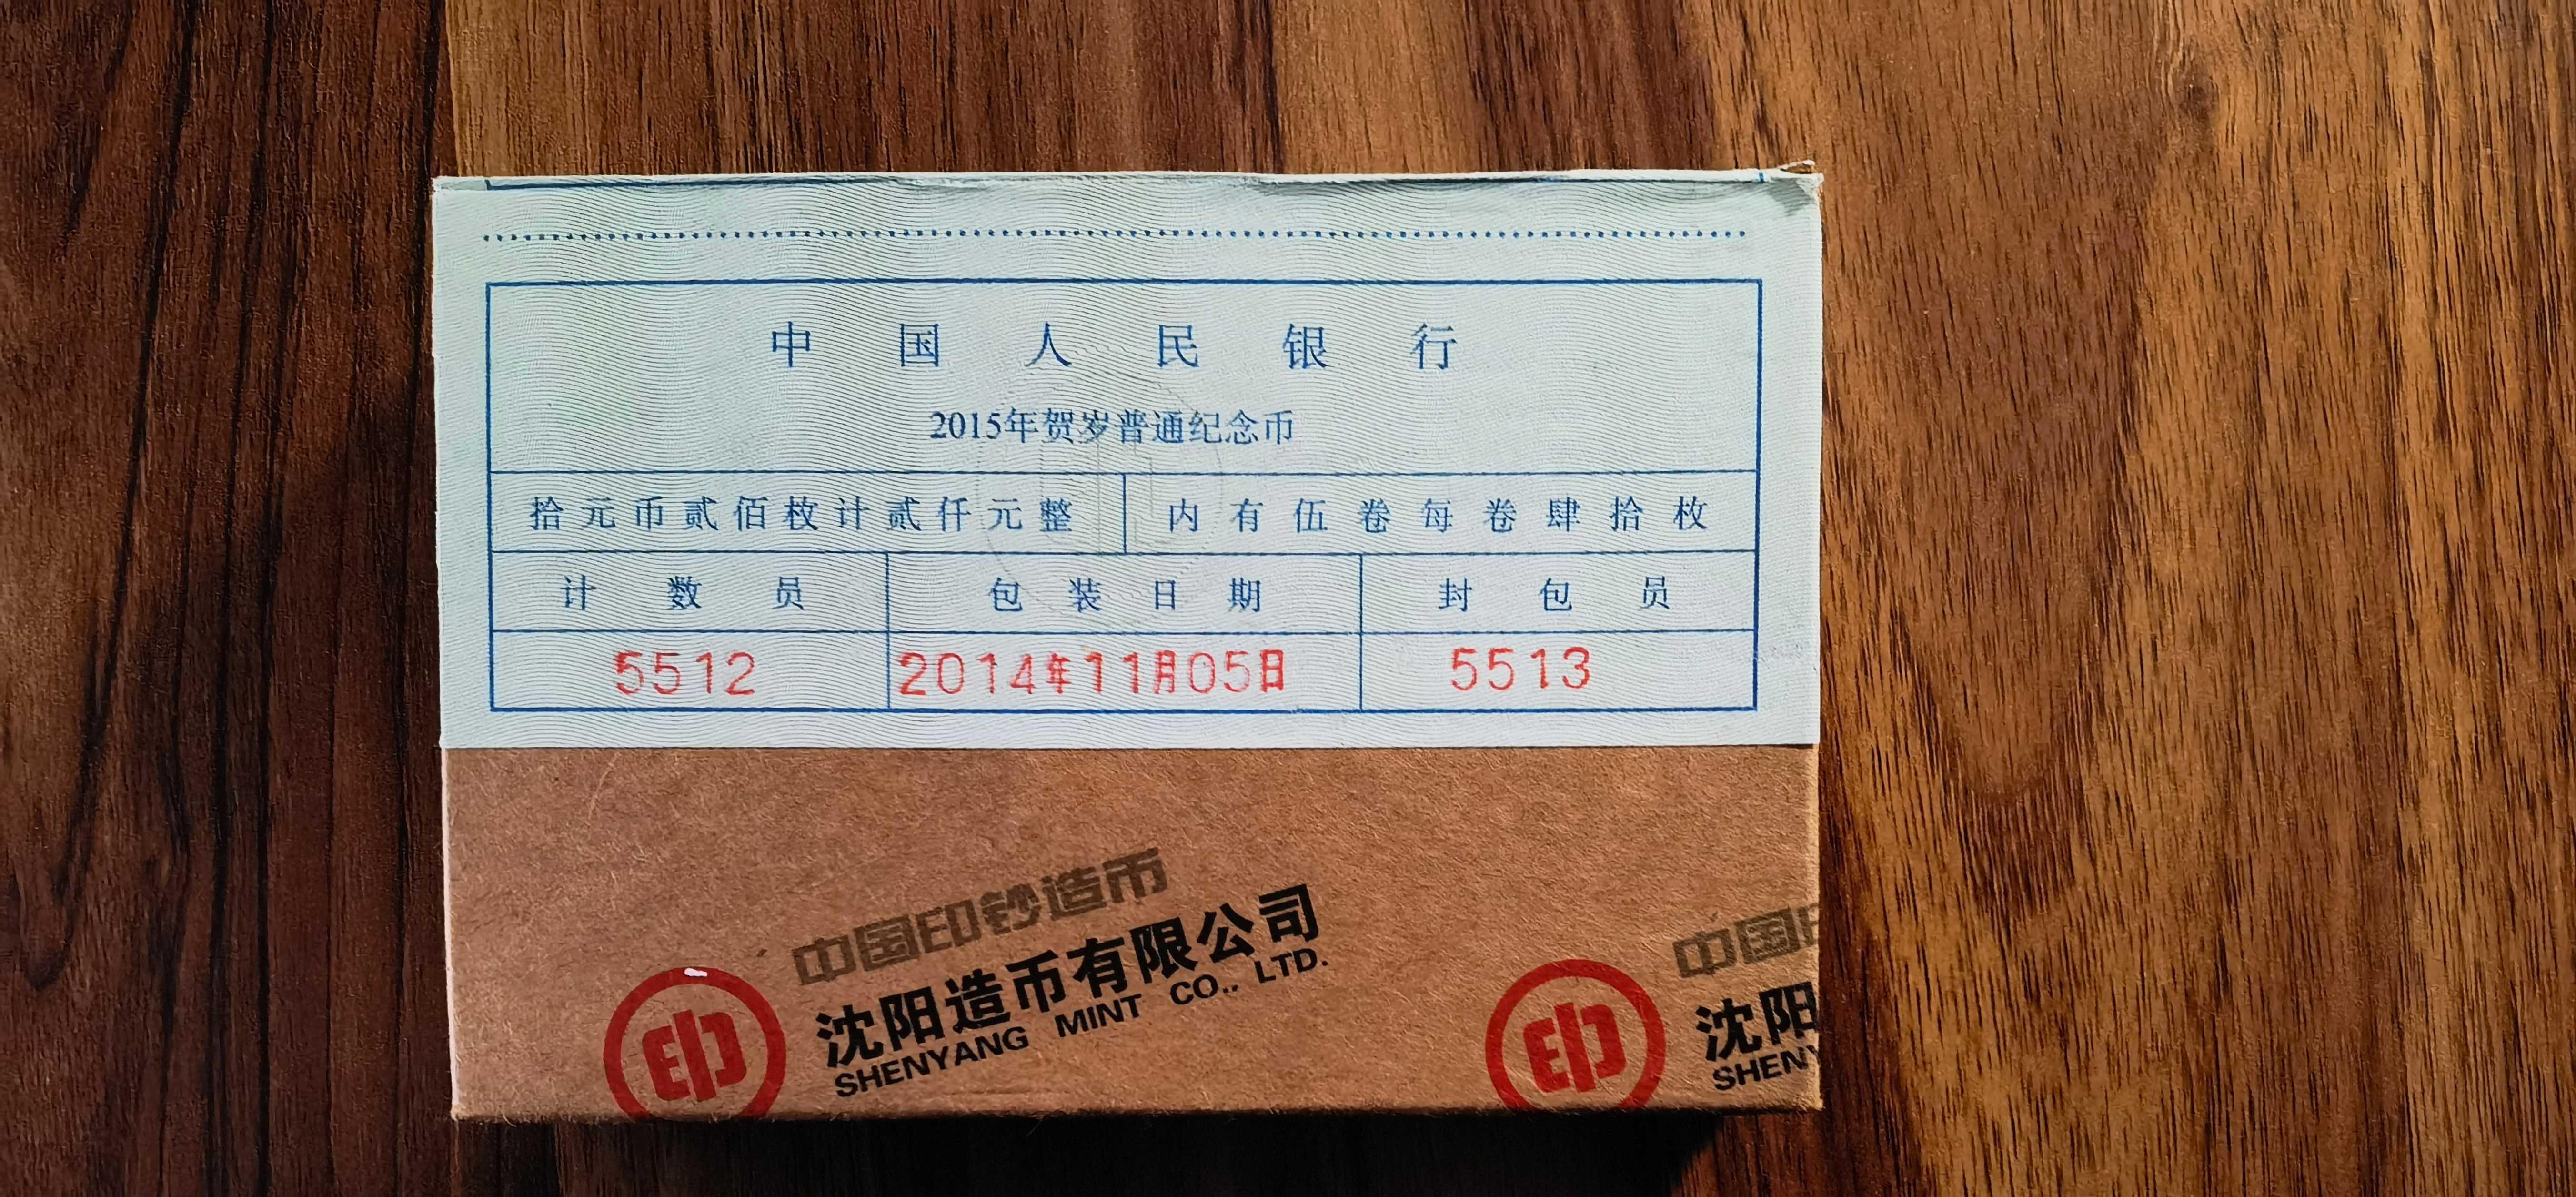 中国人民银行
2015年贺岁普通纪念币
拾元币贰佰枚计贰仟元整 内有伍卷每卷肆拾枚
计数员 包装日期 封包员
5512 2014年11月05日 5513
中国印钞造币
沈阳造币有限公司
SHENYANG MINT CO., LTD.
中国印
沈阳
SHENY